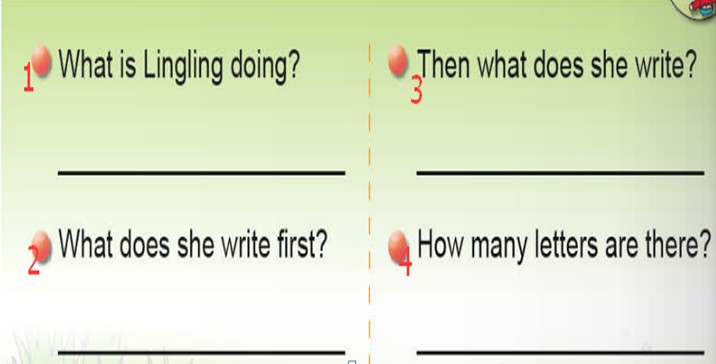 1 What is Lingling doing?
2 What does she write first?
3 Then what does she write?
4 How many letters are there?